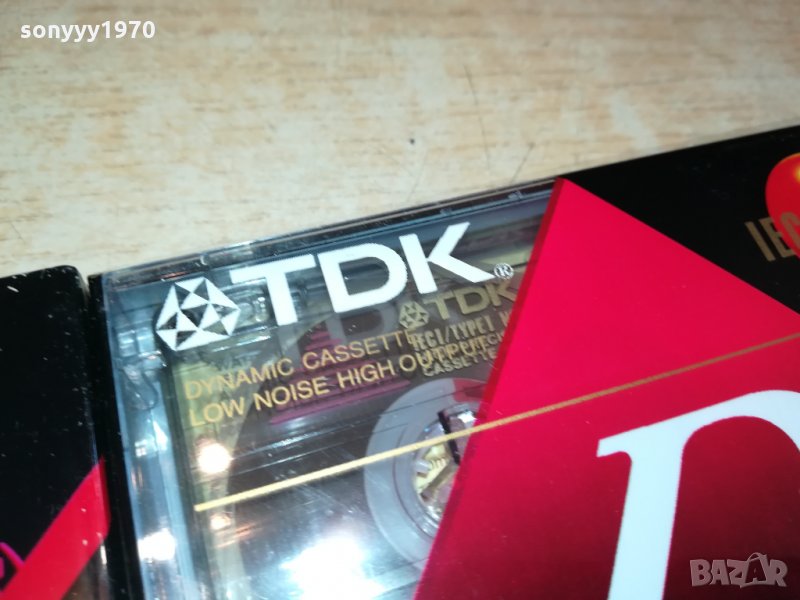 sonyyy1970
TDK®
DYNAMIC CASSETTE
LOW NOISE HIGH OUTPUT
TDK
IEC I/TYPE I
CASSETTE
IEC
D
BAZAR